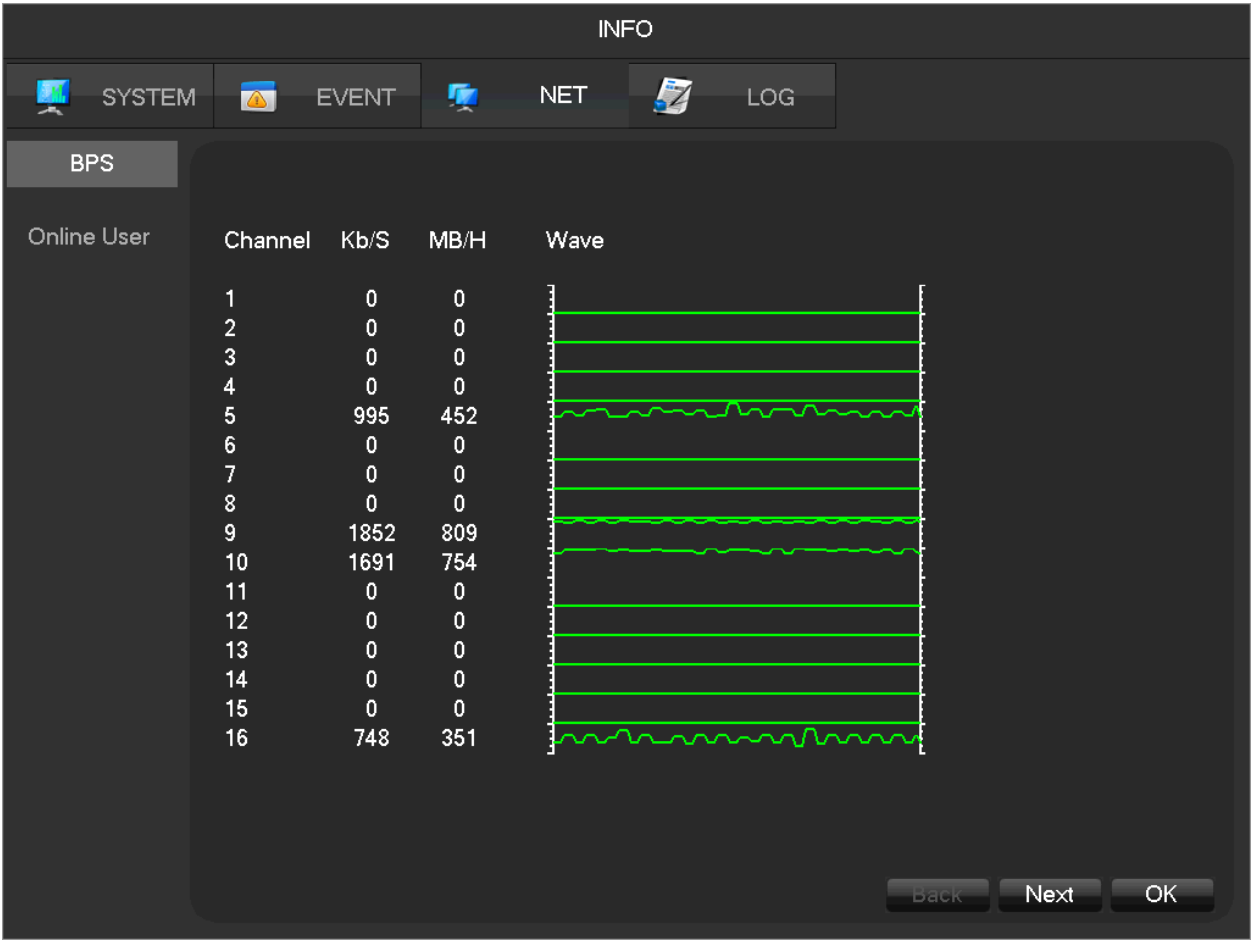 INFO
SYSTEM EVENT NET LOG
BPS
Online User
Channel Kb/S MB/H Wave
1 0 0
2 0 0
3 0 0
4 0 0
5 995 452
6 0 0
7 0 0
8 0 0
9 1852 809
10 1691 754
11 0 0
12 0 0
13 0 0
14 0 0
15 0 0
16 748 351
Back Next OK